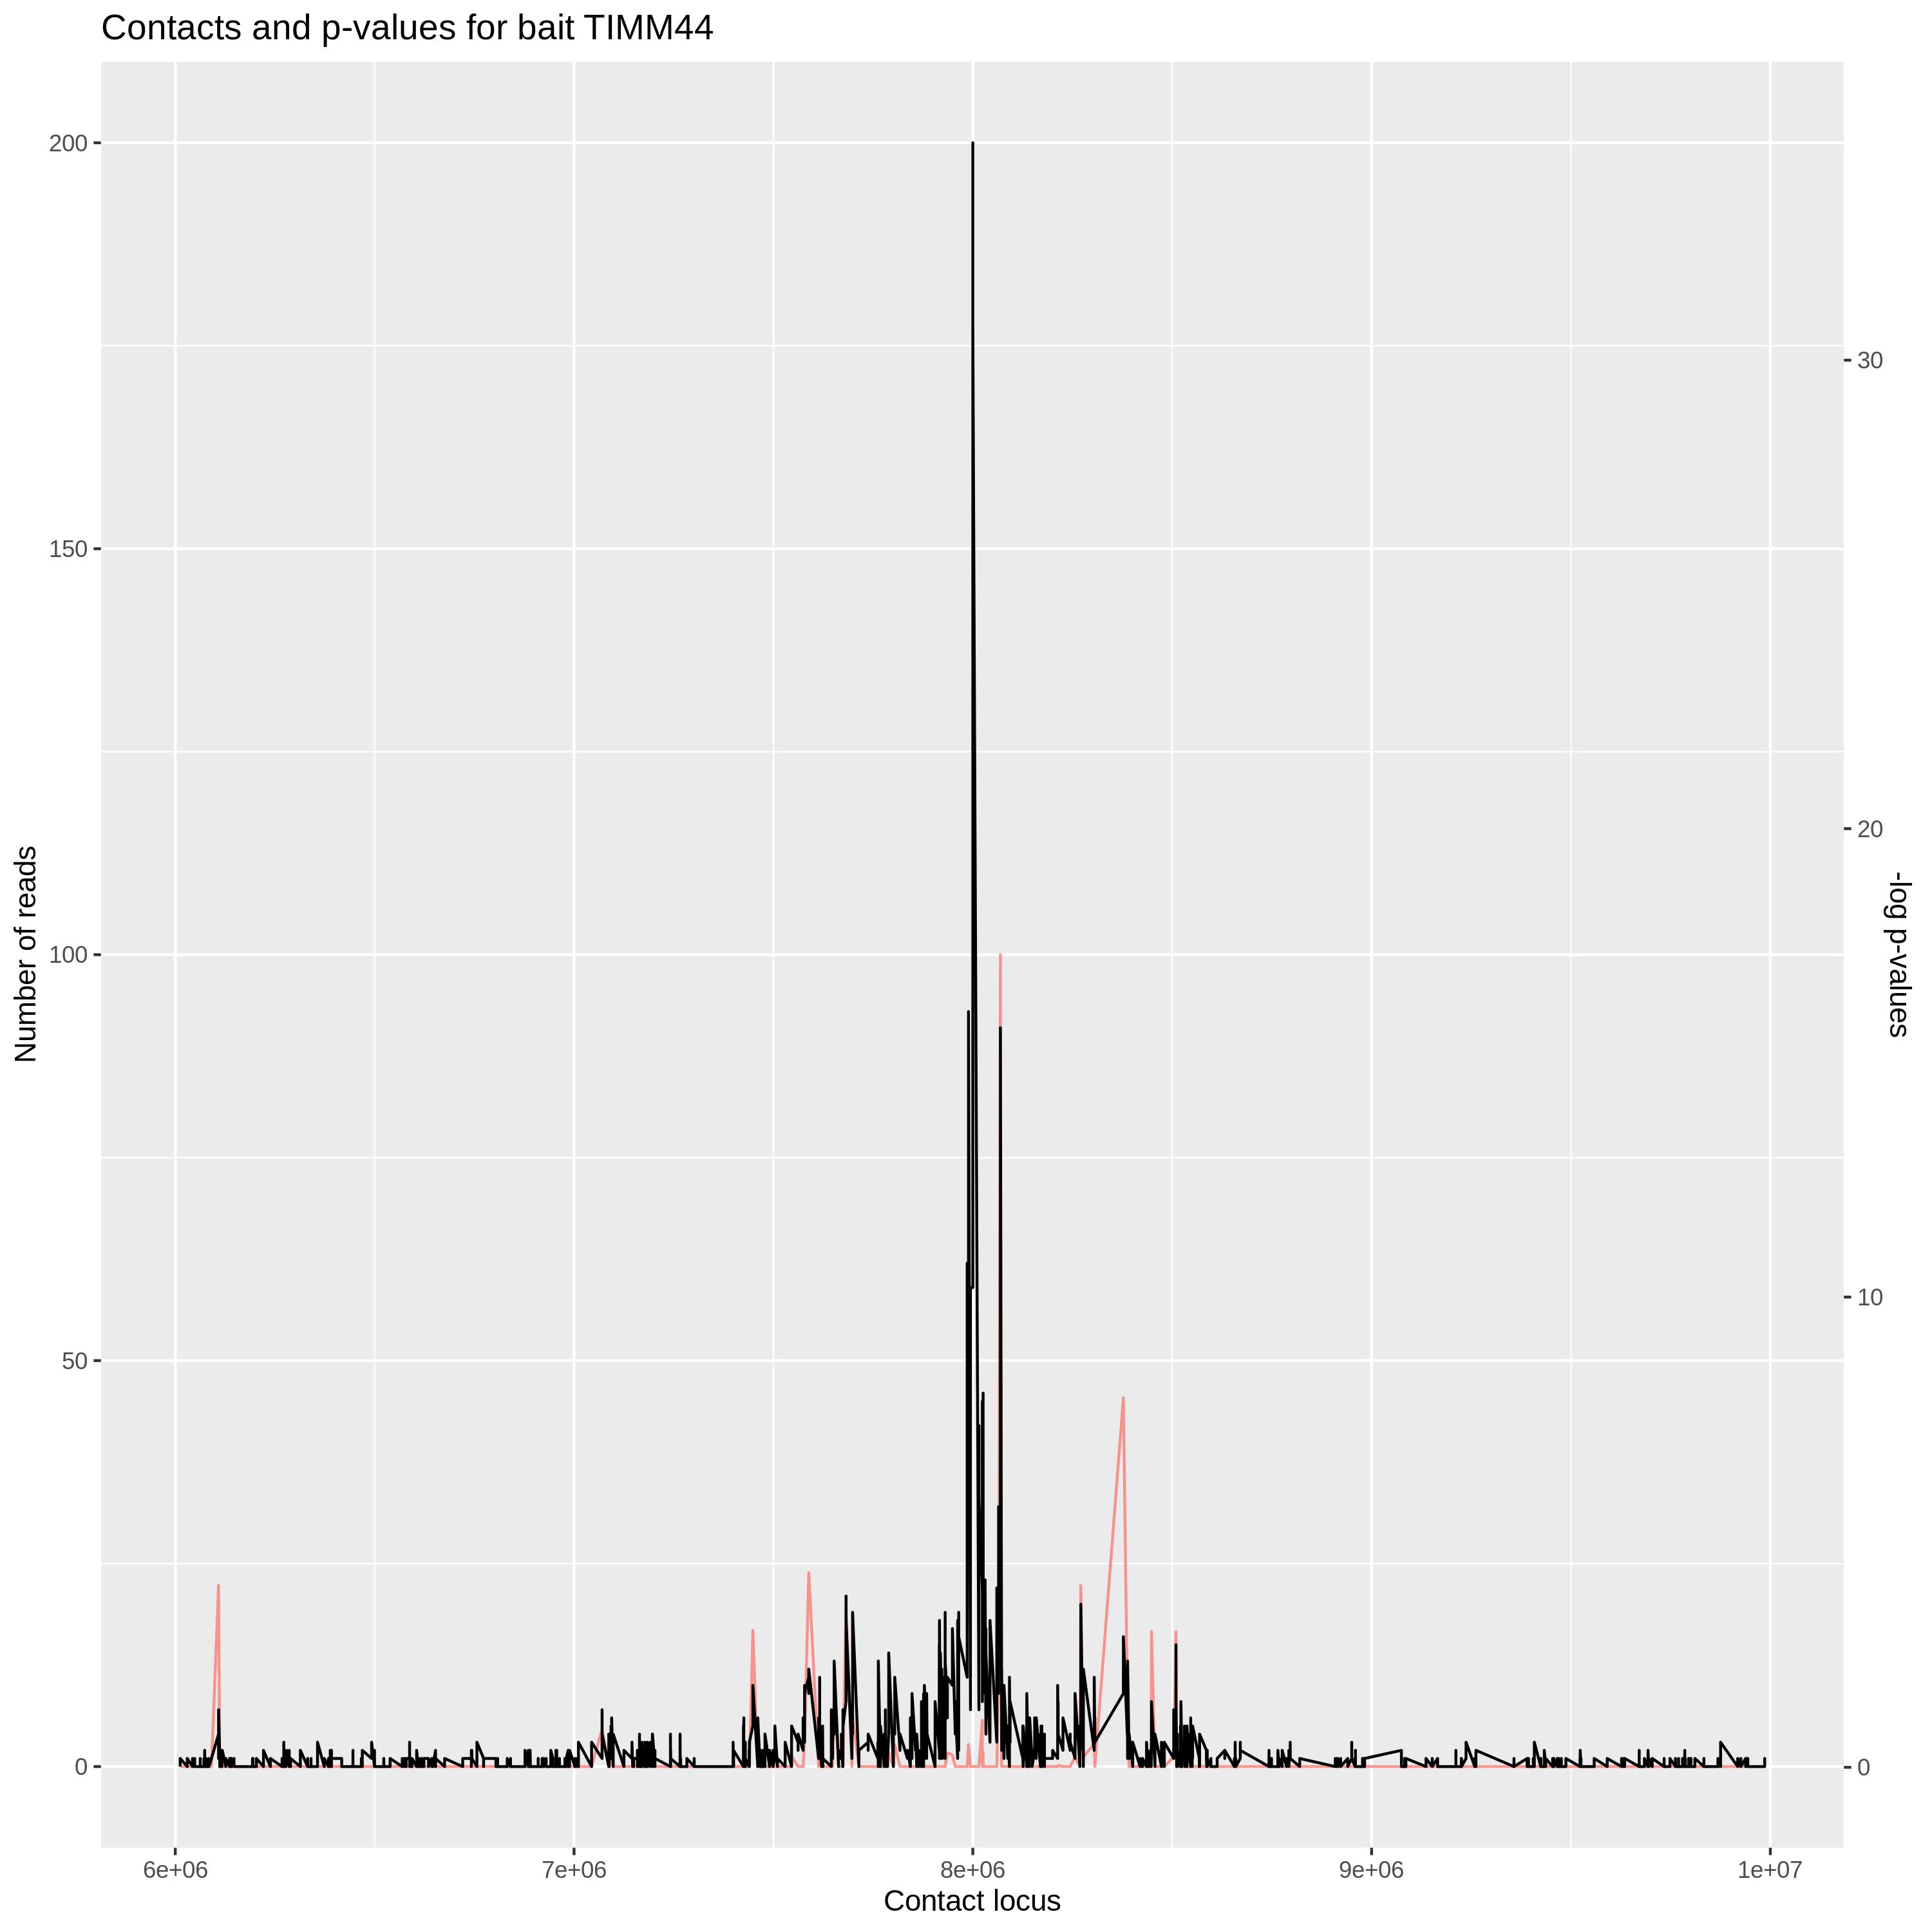 Contacts and p-values for bait TIMM44
200
150
100
50
0
Number of reads
30
20
10
0
-log p-values
6e+06
7e+06
8e+06
9e+06
1e+07
Contact locus